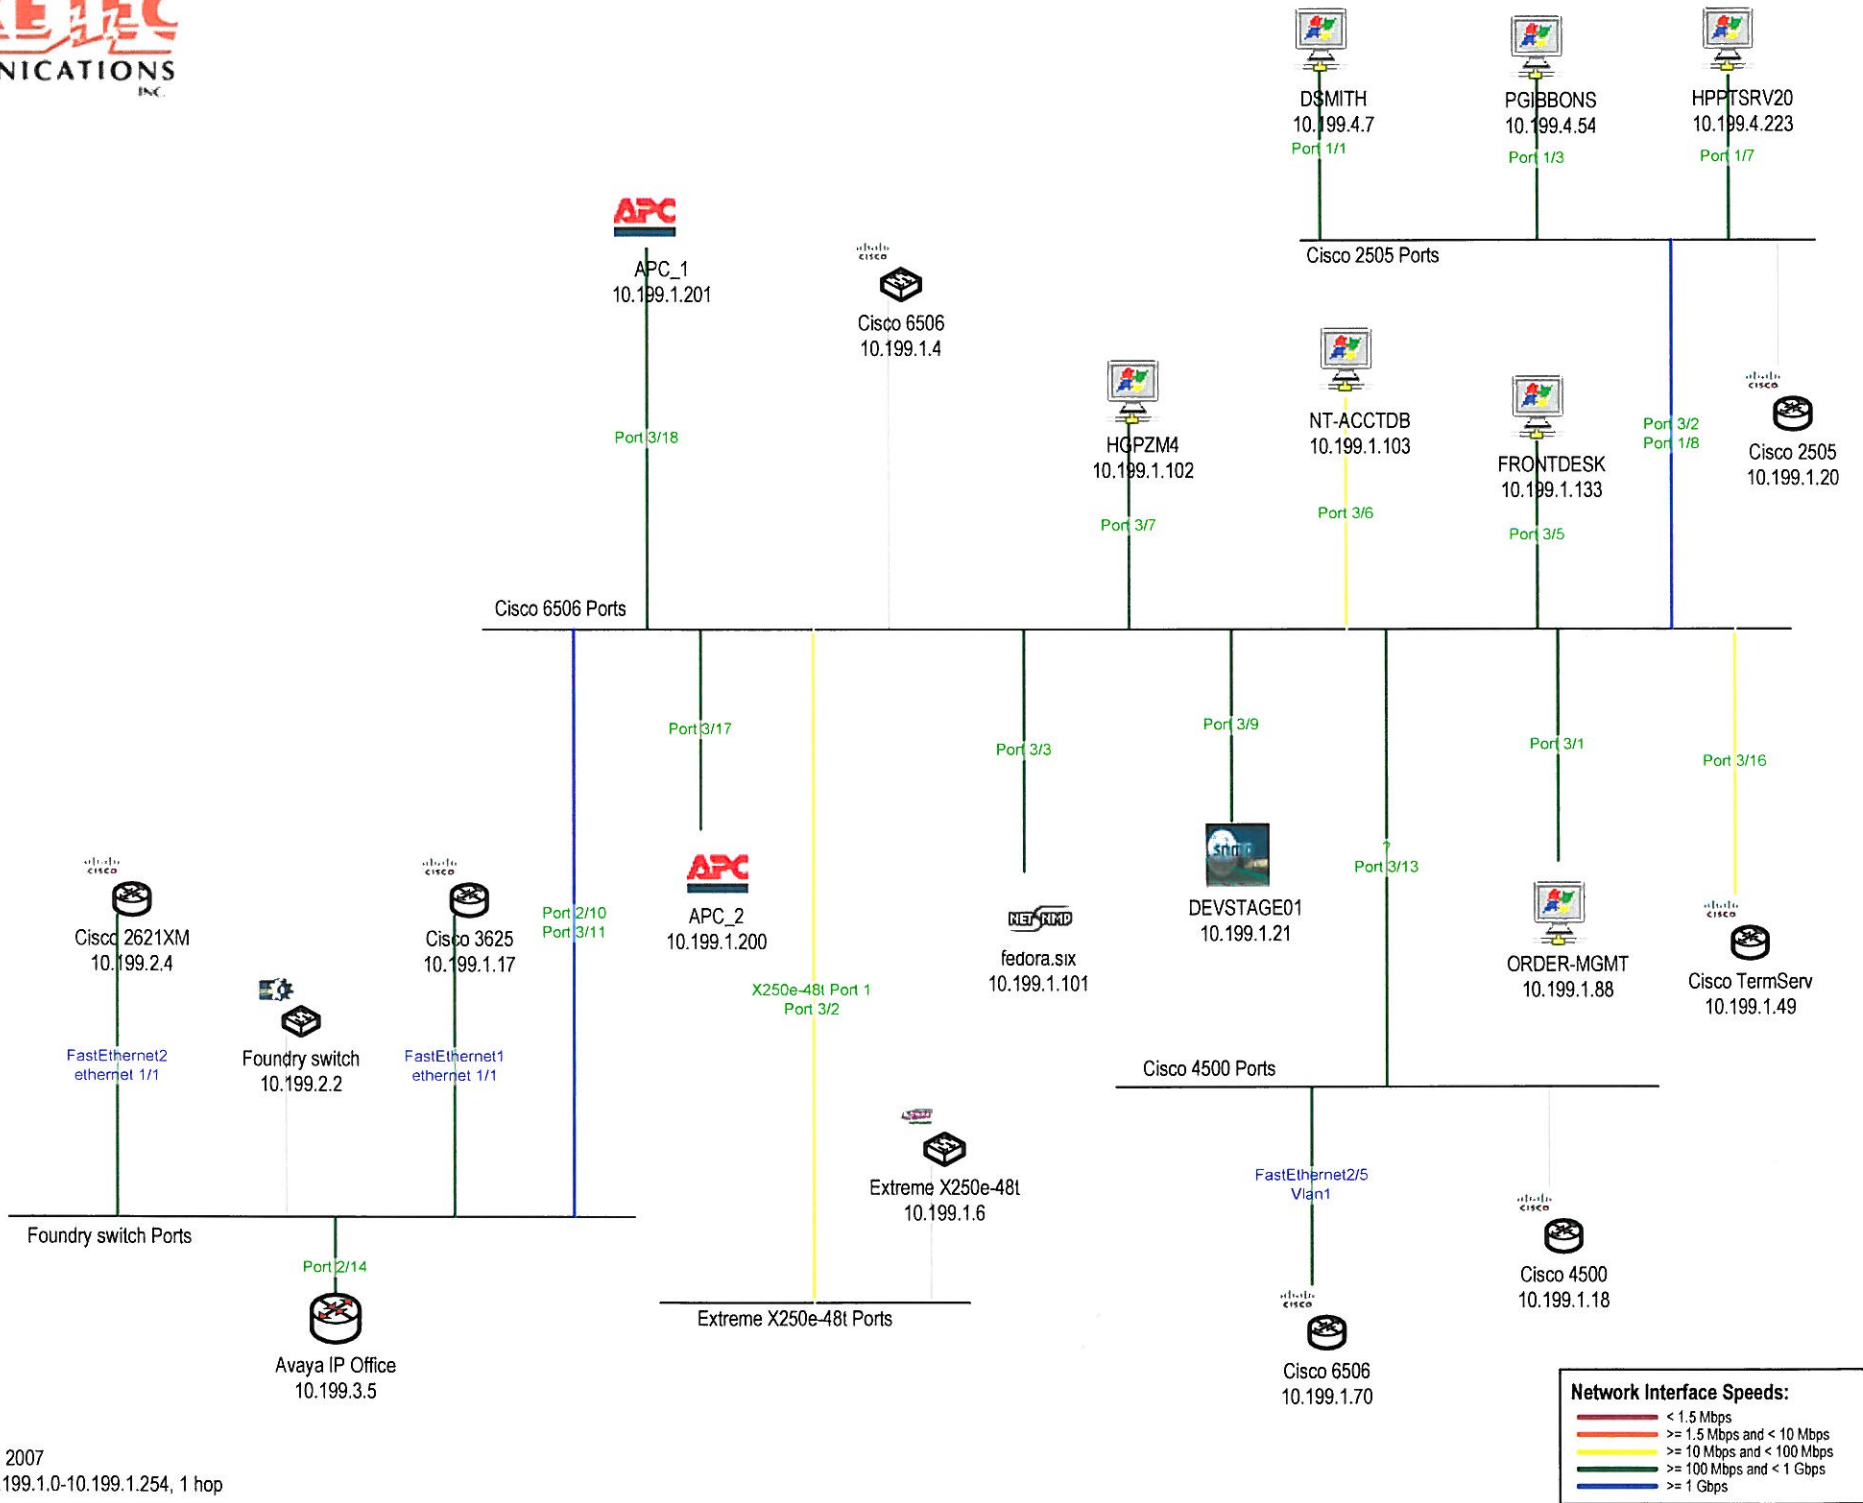 NICATIONS
INC.
DSMITH
10.199.4.7
Port 1/1
PGIBBONS
10.199.4.54
Port 1/3
HPPTSRV20
10.199.4.223
Port 1/7
Cisco 2505 Ports
APC
APC_1
10.199.1.201
Port 3/18
CISCO
Cisco 6506
10.199.1.4
HGPZM4
10.199.1.102
Port 3/7
NT-ACCTDB
10.199.1.103
Port 3/6
FRONTDESK
10.199.1.133
Port 3/5
Port 3/2
Port 1/8
CISCO
Cisco 2505
10.199.1.20
Cisco 6506 Ports
Port 3/17
APC
APC_2
10.199.1.200
Port 3/3
NET SNMP
fedora.six
10.199.1.101
Port 3/9
snmp
DEVSTAGE01
10.199.1.21
?
Port 3/13
Port 3/1
ORDER-MGMT
10.199.1.88
Port 3/16
CISCO
Cisco TermServ
10.199.1.49
CISCO
Cisco 2621XM
10.199.2.4
FastEthernet2
ethernet 1/1
Foundry switch
10.199.2.2
CISCO
Cisco 3625
10.199.1.17
FastEthernet1
ethernet 1/1
Port 2/10
Port 3/11
X250e-48t Port 1
Port 3/2
Extreme X250e-48t
10.199.1.6
Cisco 4500 Ports
FastEthernet2/5
Vlan1
CISCO
Cisco 4500
10.199.1.18
CISCO
Cisco 6506
10.199.1.70
Foundry switch Ports
Port 2/14
Avaya IP Office
10.199.3.5
Extreme X250e-48t Ports
Network Interface Speeds:
< 1.5 Mbps
>= 1.5 Mbps and < 10 Mbps
>= 10 Mbps and < 100 Mbps
>= 100 Mbps and < 1 Gbps
>= 1 Gbps
2007
.199.1.0-10.199.1.254, 1 hop